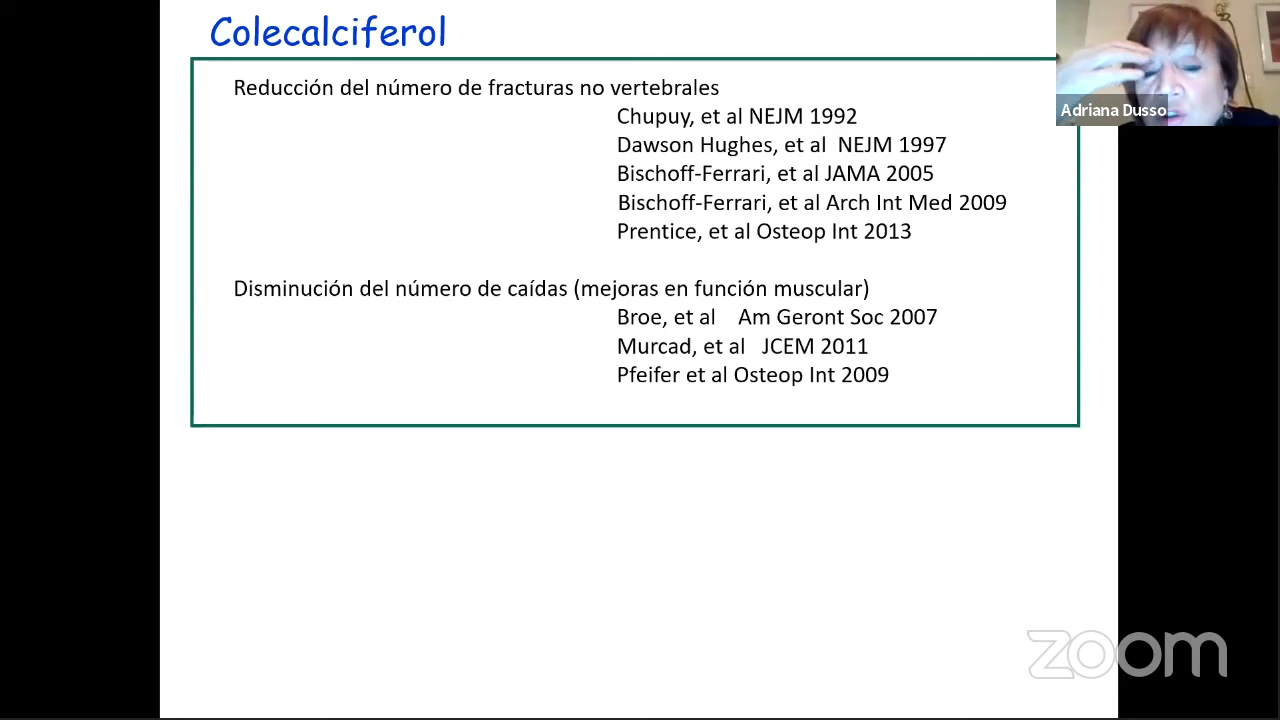 Colecalciferol
Reducción del número de fracturas no vertebrales
Chupuy, et al NEJM 1992
Dawson Hughes, et al NEJM 1997
Bischoff-Ferrari, et al JAMA 2005
Bischoff-Ferrari, et al Arch Int Med 2009
Prentice, et al Osteop Int 2013
Disminución del número de caídas (mejoras en función muscular)
Broe, et al Am Geront Soc 2007
Murcad, et al JCEM 2011
Pfeifer et al Osteop Int 2009
Adriana Dusso
zoom